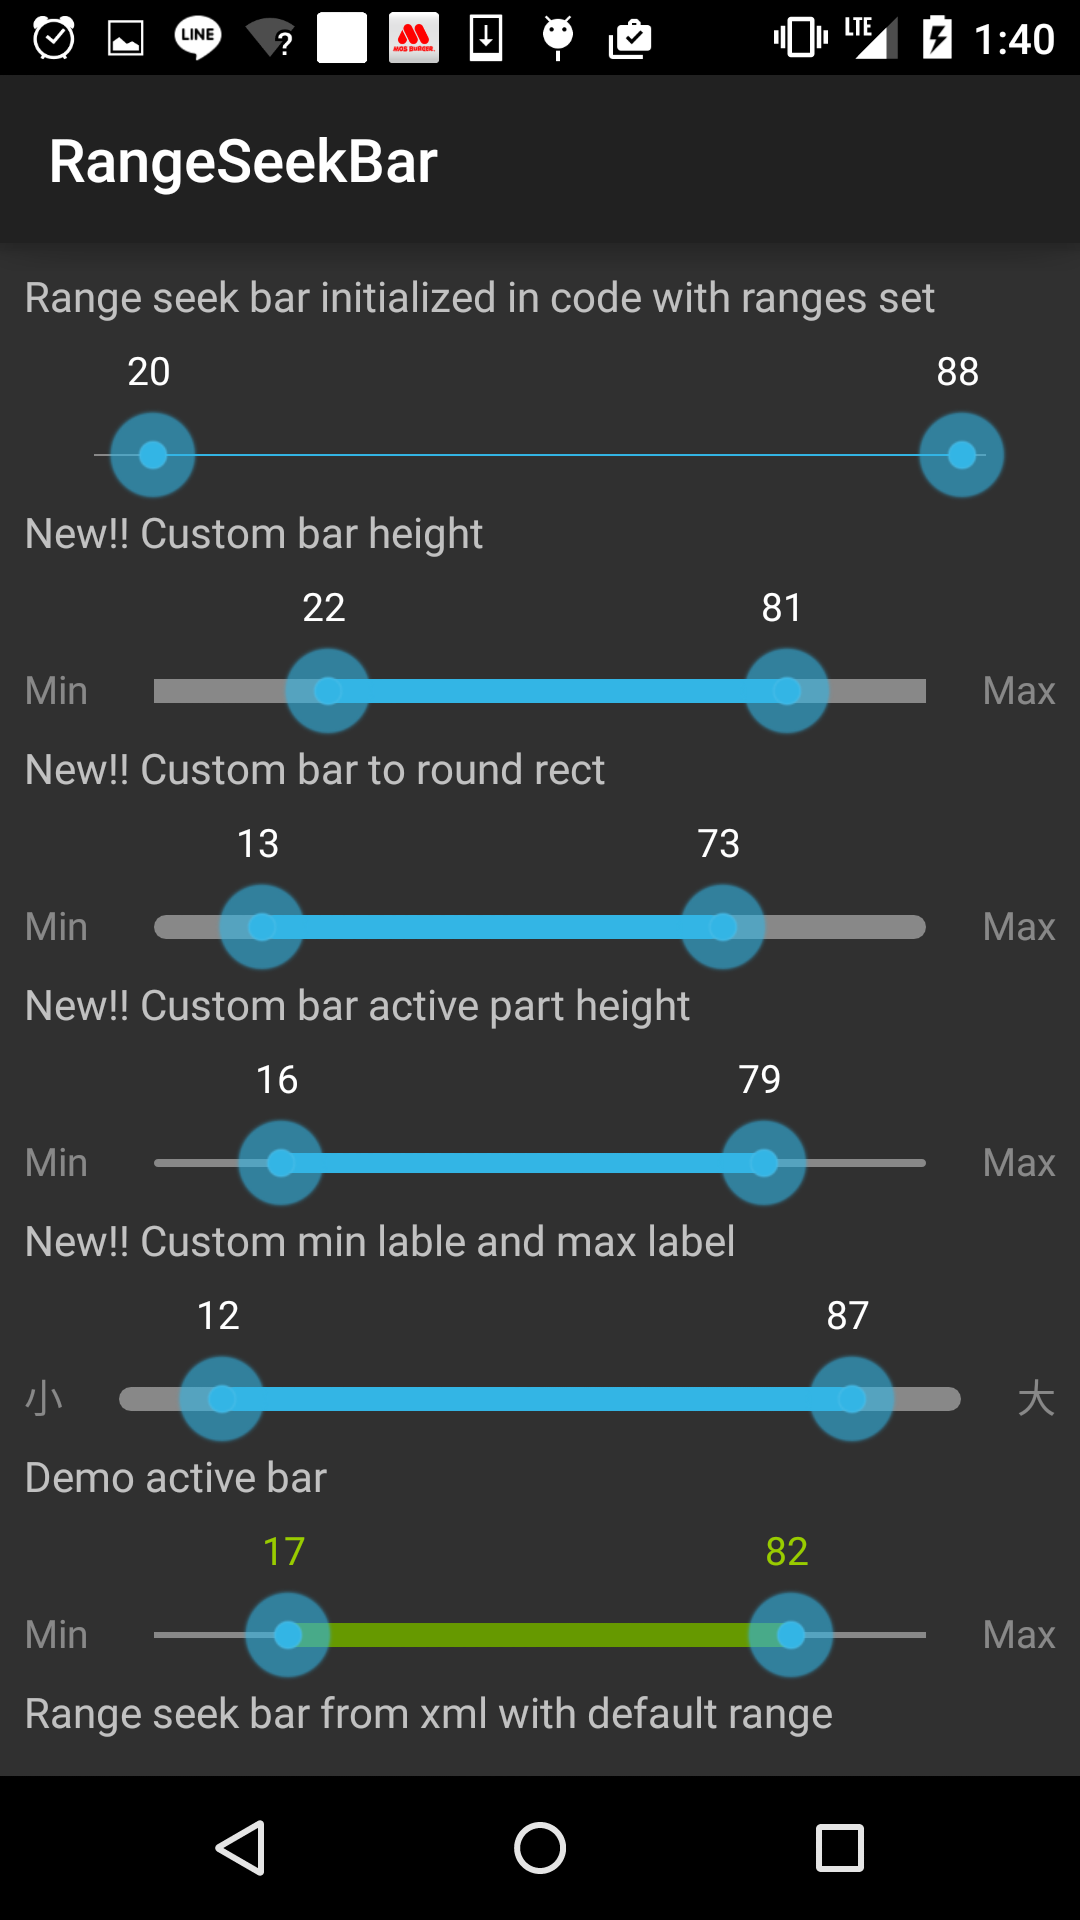 LINE ? MOS BURGER. LTE 1:40
RangeSeekBar
Range seek bar initialized in code with ranges set
20 88
New!! Custom bar height
22 81
Min Max
New!! Custom bar to round rect
13 73
Min Max
New!! Custom bar active part height
16 79
Min Max
New!! Custom min lable and max label
12 87
小 大
Demo active bar
17 82
Min Max
Range seek bar from xml with default range